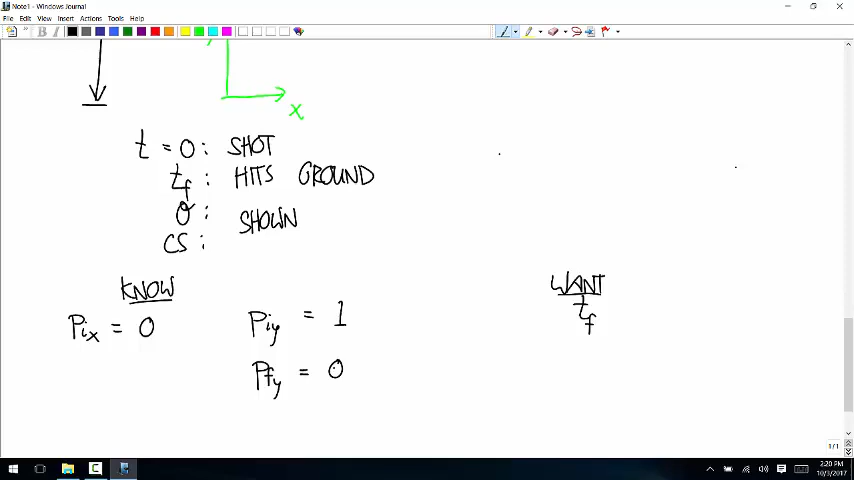 Note1 - Windows Journal
File Edit View Insert Actions Tools Help
B I
x
t = 0 : SHOT
tf : HITS GROUND
O :
SHOWN
CS :
KNOW
WANT
Pix = 0
Piy = 1
tf
Pfy = 0
1/1
2:20 PM
10/3/2017